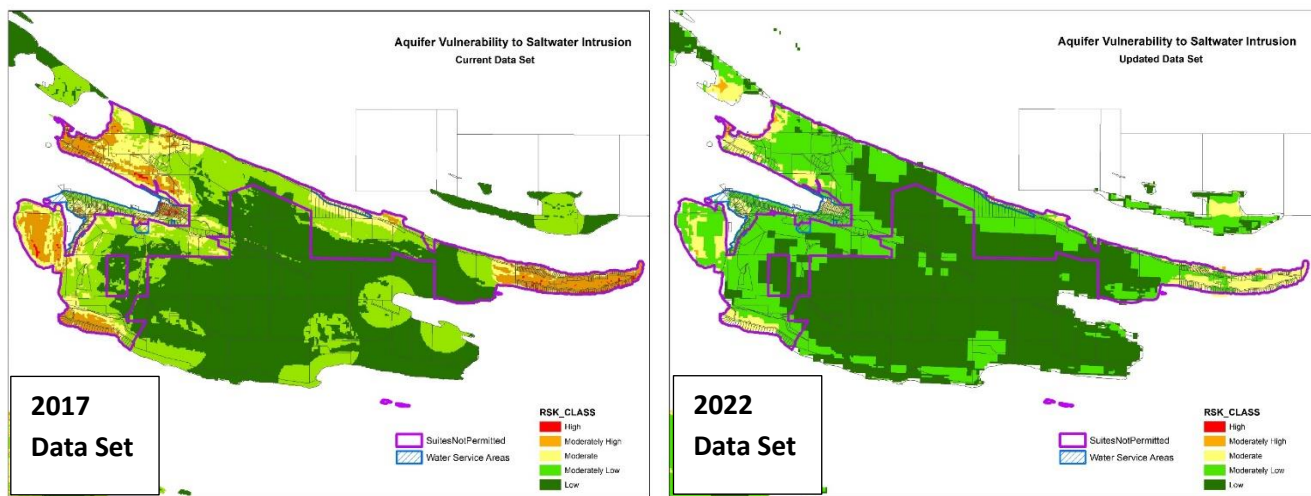 Aquifer Vulnerability to Saltwater Intrusion
Current Data Set
2017
Data Set
SuitesNotPermitted
Water Service Areas
RSK_CLASS
High
Moderately High
Moderate
Moderately Low
Low
Aquifer Vulnerability to Saltwater Intrusion
Updated Data Set
2022
Data Set
SuitesNotPermitted
Water Service Areas
RSK_CLASS
High
Moderately High
Moderate
Moderately Low
Low